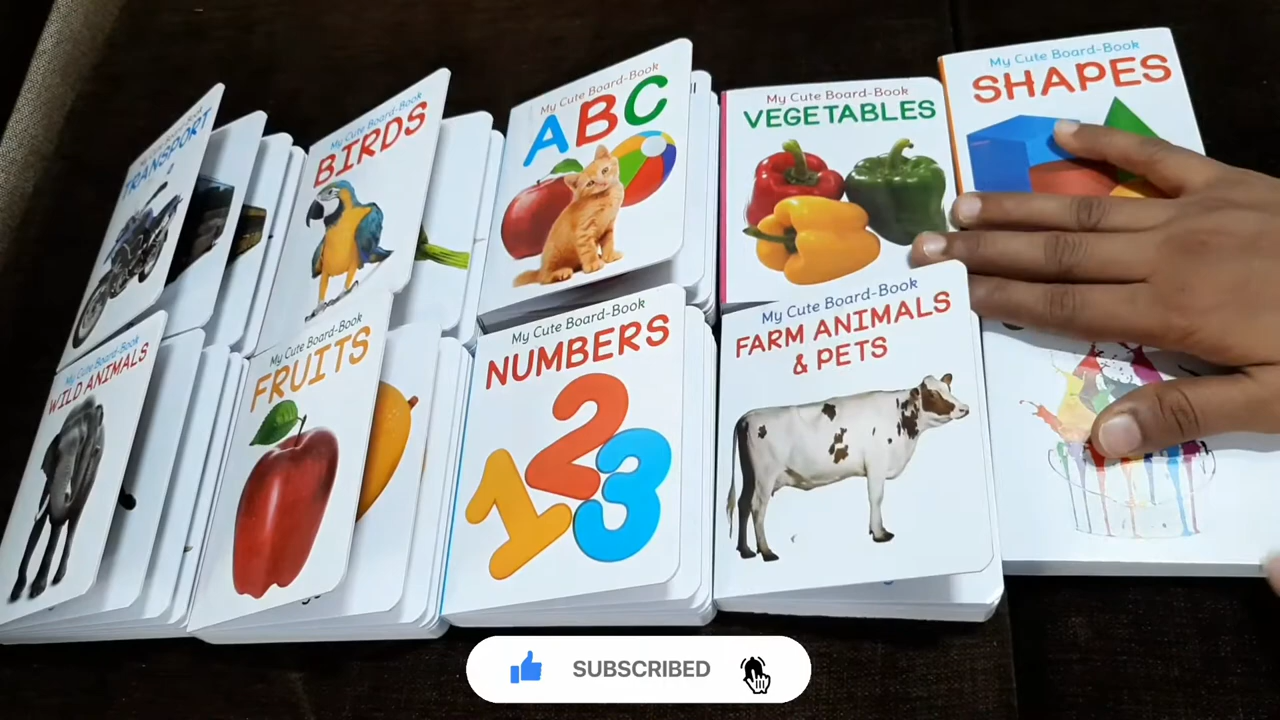 My Cute Board-Book
TRANSPORT
My Cute Board-Book
BIRDS
My Cute Board-Book
ABC
My Cute Board-Book
VEGETABLES
My Cute Board-Book
SHAPES
My Cute Board-Book
WILD ANIMALS
My Cute Board-Book
FRUITS
My Cute Board-Book
NUMBERS
123
My Cute Board-Book
FARM ANIMALS
& PETS
SUBSCRIBED